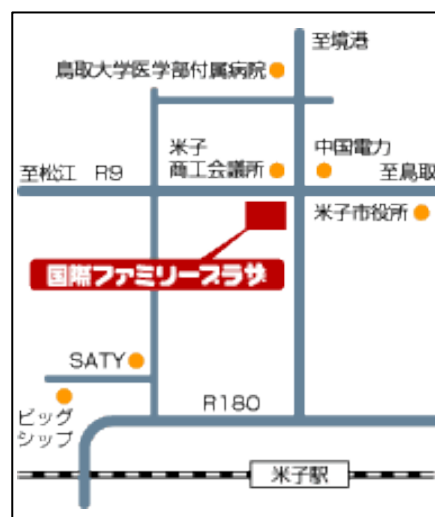 至境港
鳥取大学医学部付属病院
米子
商工会議所
中国電力
至松江 R9
至鳥取
米子市役所
国際ファミリープラザ
SATY
R180
ビッグ
シップ
米子駅